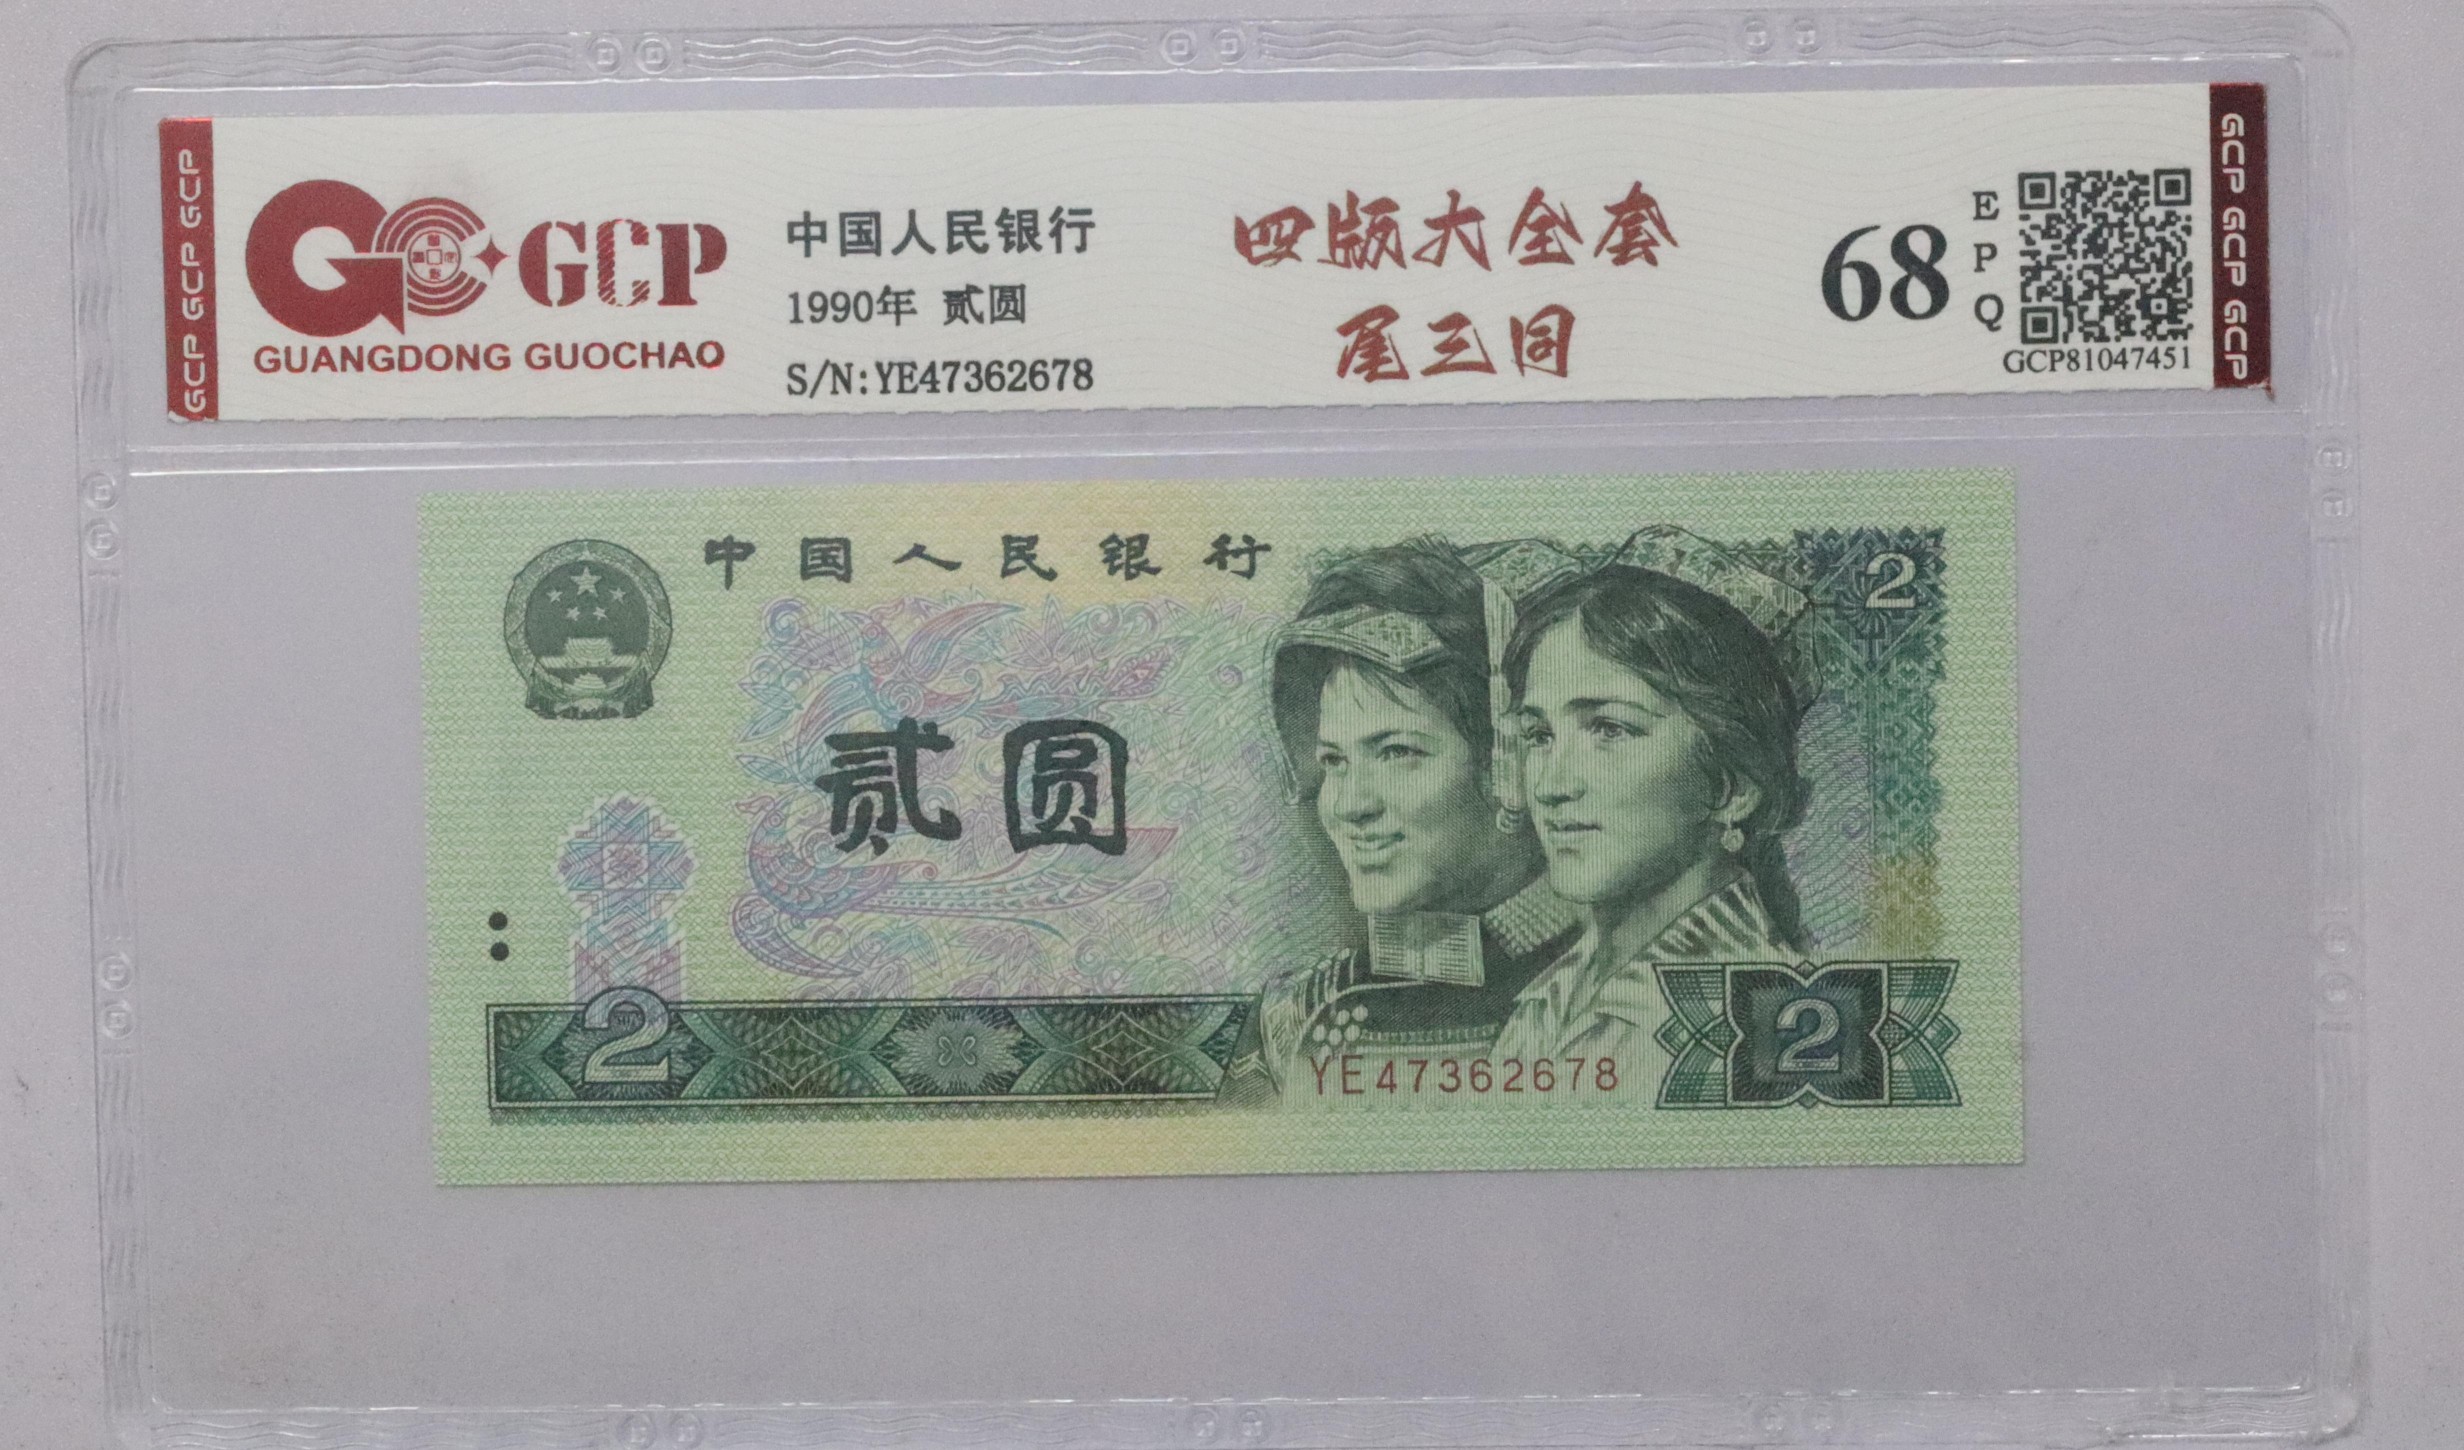 GCP GCP GCP
GCP
GUANGDONG GUOCHAO
中国人民银行
1990年 贰圆
S/N:YE47362678
四版大全套
尾三同
68
EPQ
GCP81047451
GCP GCP GCP
中国人民银行
2
贰圆
2
YE47362678
2